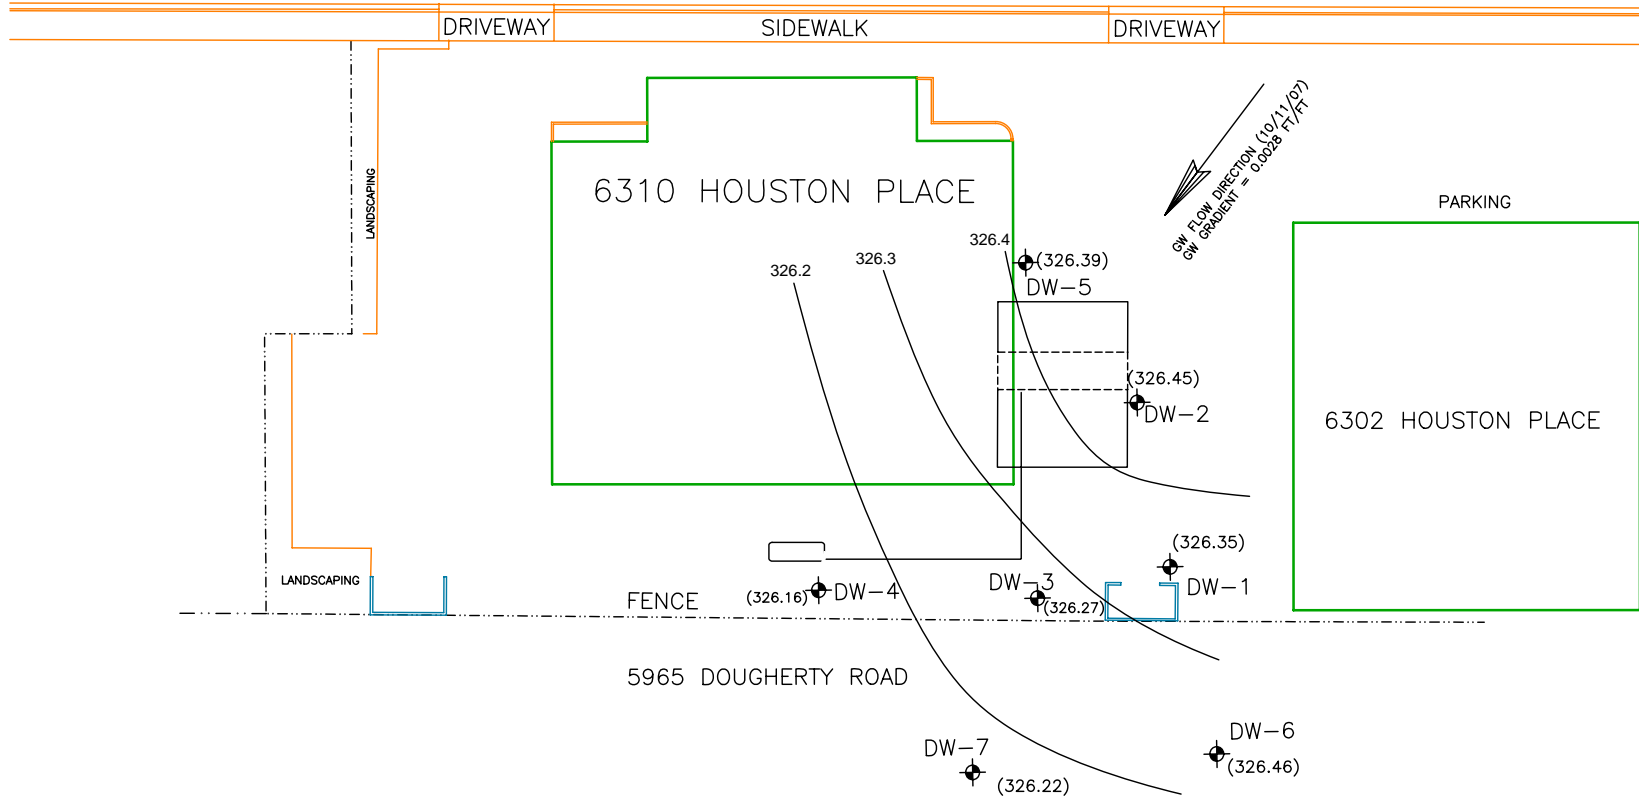 DRIVEWAY
SIDEWALK
DRIVEWAY
LANDSCAPING
6310 HOUSTON PLACE
GW FLOW DIRECTION (10/11/07)
GW GRADIENT = 0.0028 FT/FT
PARKING
326.2
326.3
326.4
(326.39)
DW-5
(326.45)
DW-2
6302 HOUSTON PLACE
(326.35)
DW-1
DW-3
(326.27)
(326.16)
DW-4
LANDSCAPING
FENCE
5965 DOUGHERTY ROAD
DW-7
(326.22)
DW-6
(326.46)